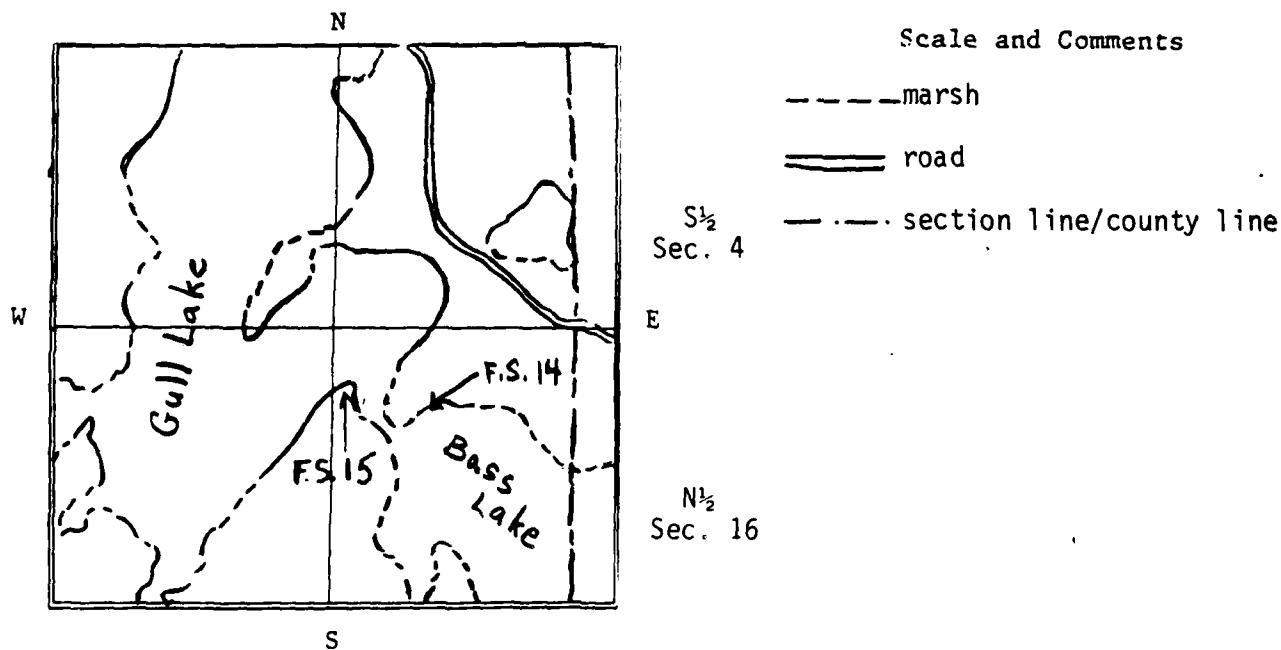 N
Scale and Comments
marsh
road
section line/county line
S½
Sec. 4
W
E
Gull Lake
F.S. 14
F.S. 15
Bass
Lake
N½
Sec. 16
S